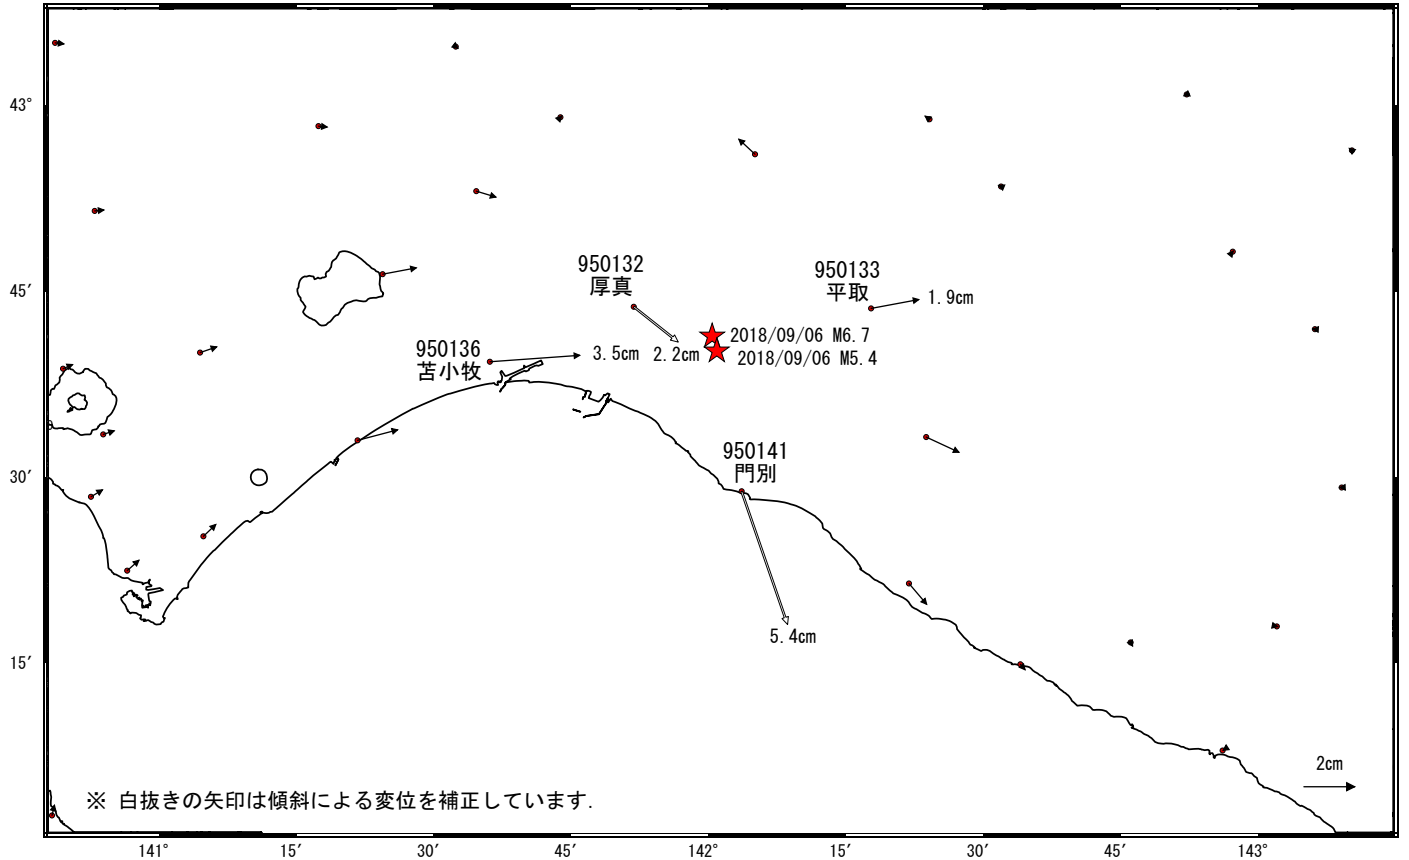 43°
45′
30′
15′
950132
厚真
950133
平取
1.9cm
2018/09/06 M6.7
2018/09/06 M5.4
950136
苫小牧
3.5cm
2.2cm
950141
門別
5.4cm
2cm
※ 白抜きの矢印は傾斜による変位を補正しています.
141°
15′
30′
45′
142°
15′
30′
45′
143°